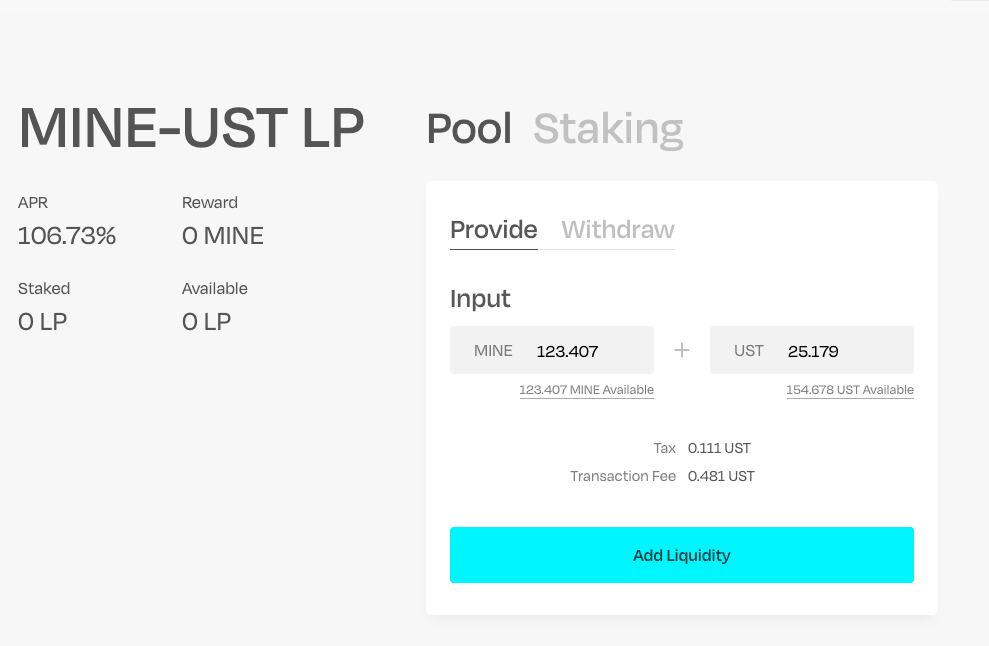 MINE-UST LP
APR Reward
106.73% 0 MINE
Staked Available
0 LP 0 LP
Pool Staking
Provide Withdraw
Input
MINE 123.407 + UST 25.179
123.407 MINE Available 154.678 UST Available
Tax 0.111 UST
Transaction Fee 0.481 UST
Add Liquidity